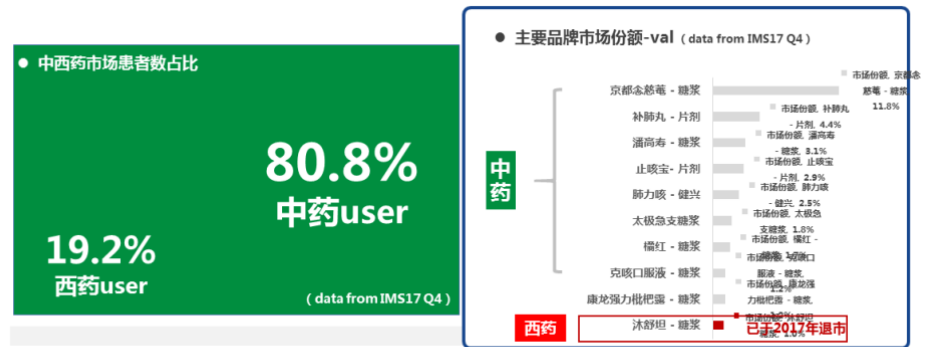 ● 中西药市场患者数占比
80.8%
中药user
19.2%
西药user
（data from IMS17 Q4）
● 主要品牌市场份额-val（data from IMS17 Q4）
中药
京都念慈菴 - 糖浆
市场份额, 京都念
慈菴 - 糖浆
11.8%
补肺丸 - 片剂
市场份额, 补肺丸
- 片剂, 4.4%
潘高寿 - 糖浆
市场份额, 潘高寿
- 糖浆, 3.1%
止咳宝- 片剂
市场份额, 止咳宝
- 片剂, 2.9%
肺力咳 - 健兴
市场份额, 肺力咳
- 健兴, 2.5%
太极急支糖浆
市场份额, 太极急
支糖浆, 1.8%
橘红 - 糖浆
市场份额, 橘红 -
克咳口服液 - 糖浆
市场份额, 克咳口
服液 - 糖浆,
1.2%
康龙强力枇杷露 - 糖浆
市场份额, 康龙强
力枇杷露 - 糖浆,
西药
沐舒坦 - 糖浆
已于2017年退市